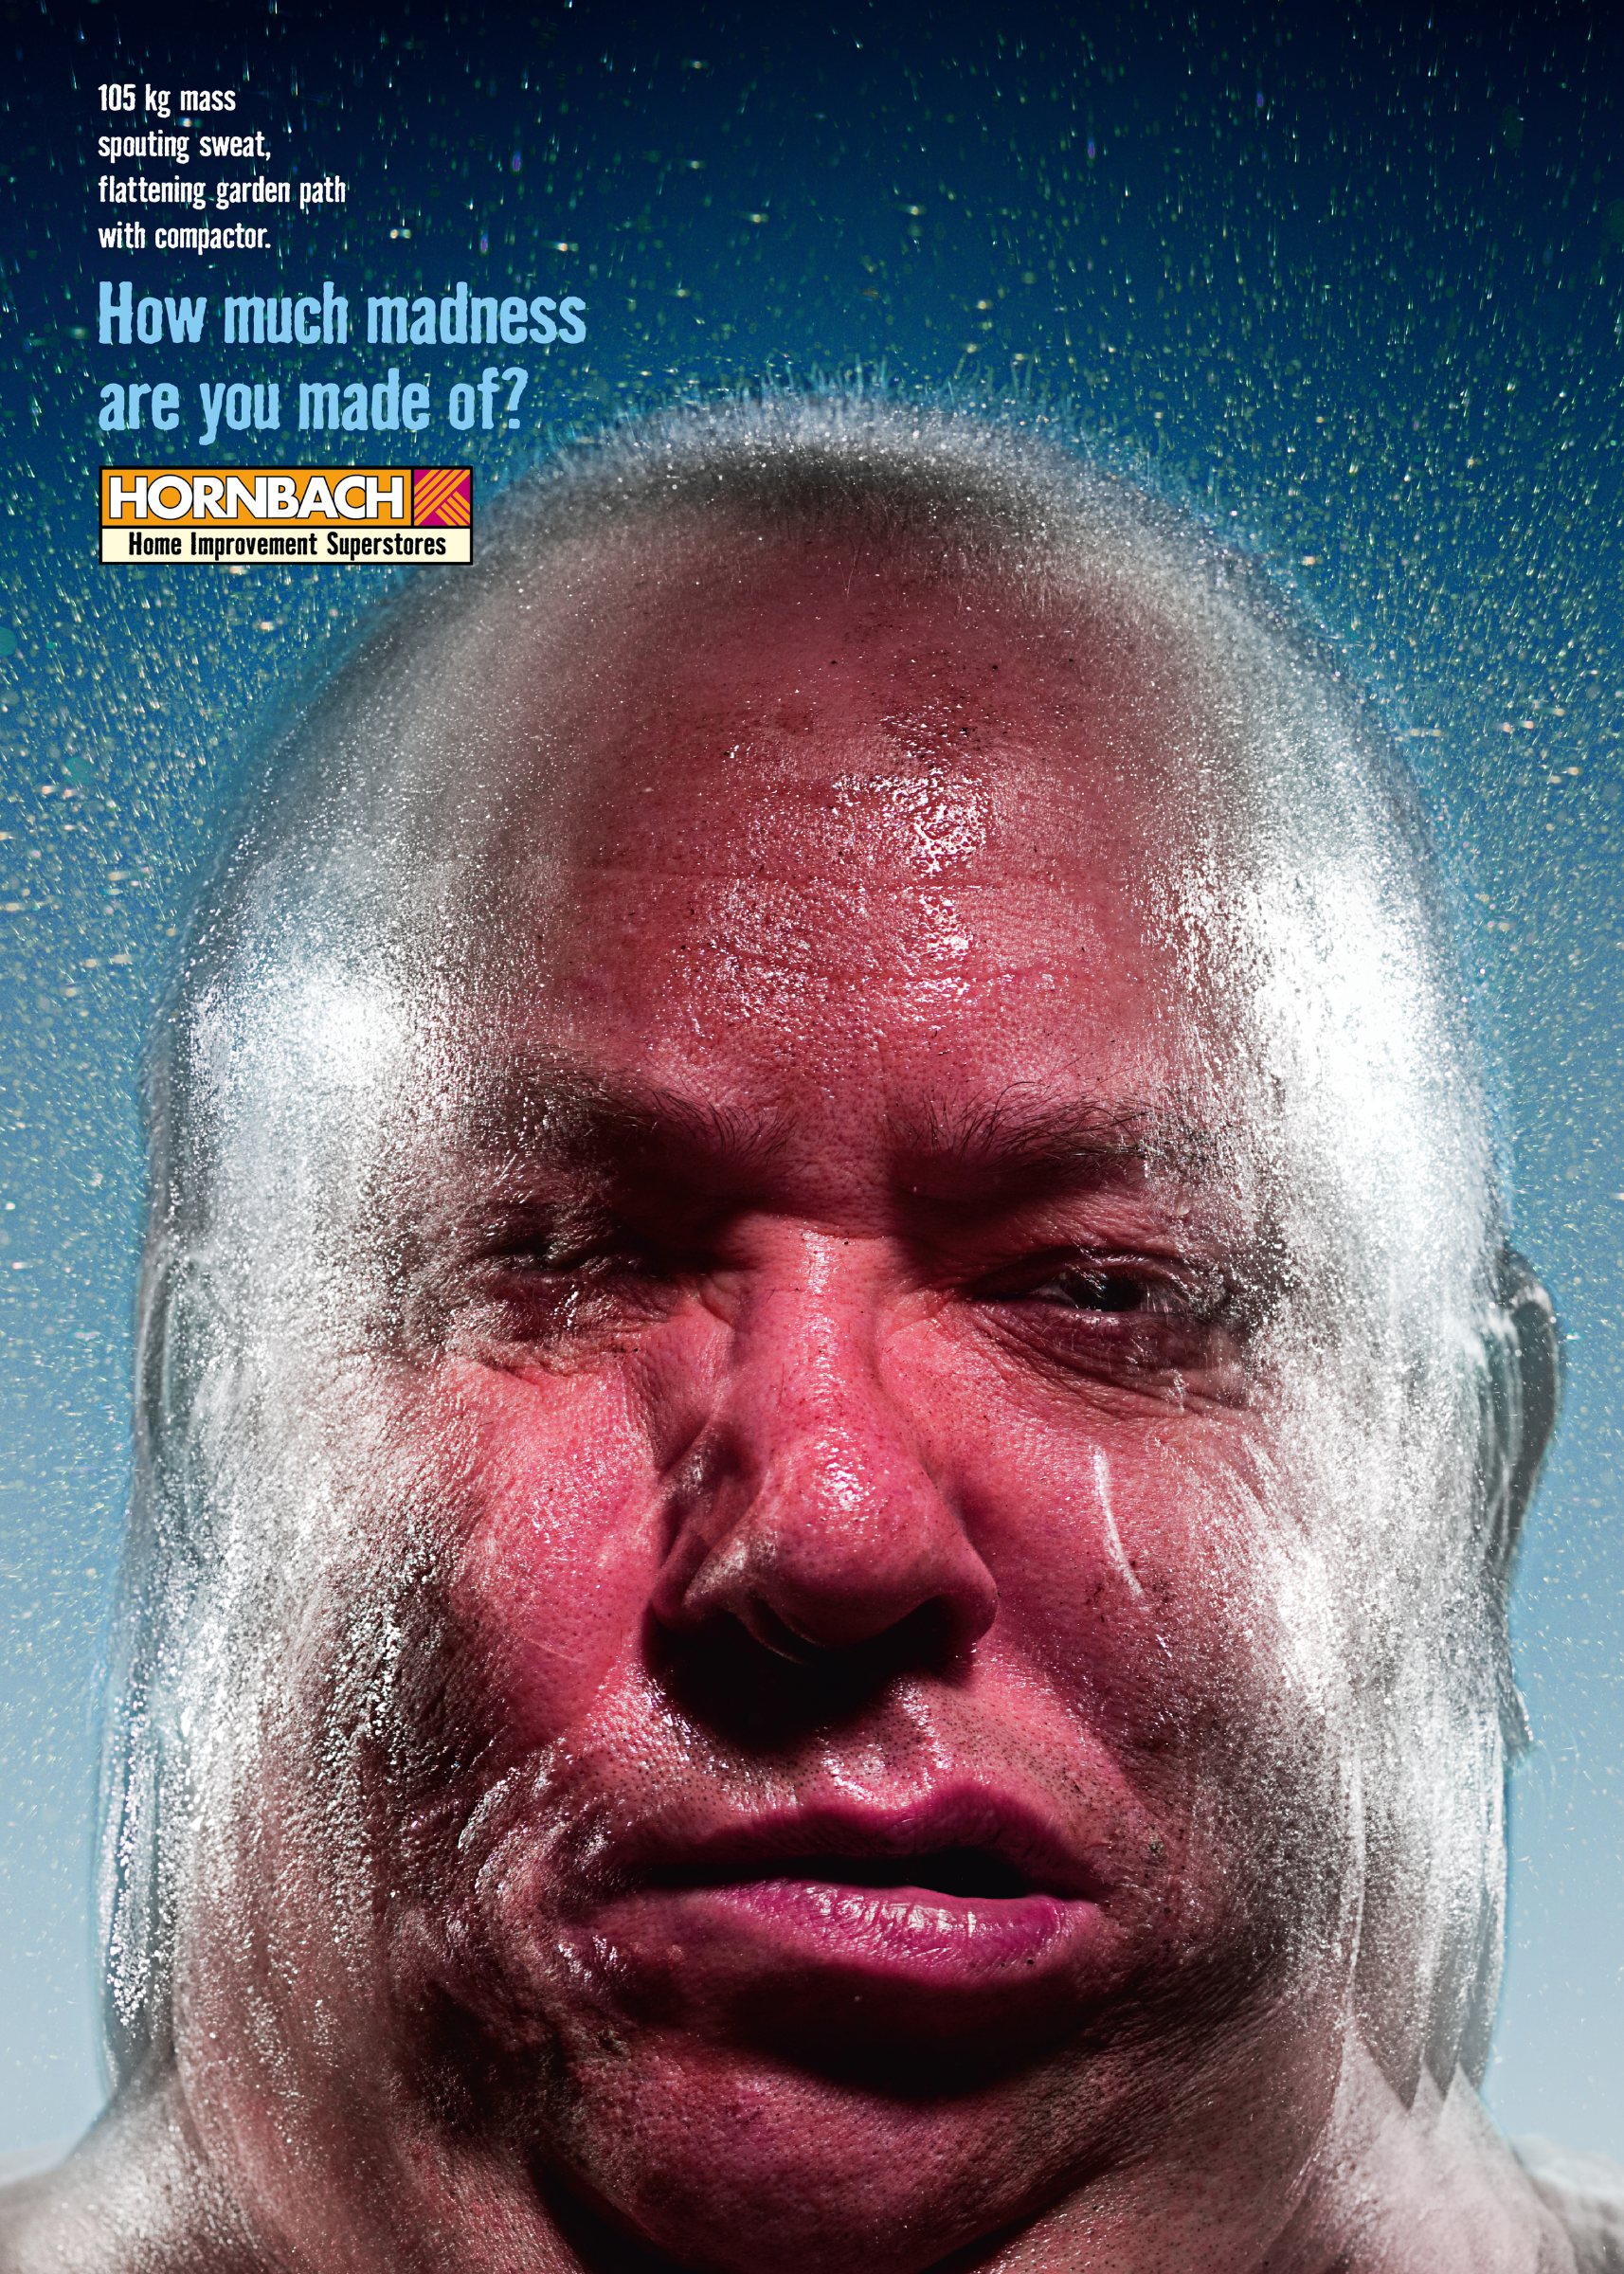 105 kg mass
spouting sweat,
flattening garden path
with compactor.
How much madness
are you made of?
HORNBACH
Home Improvement Superstores